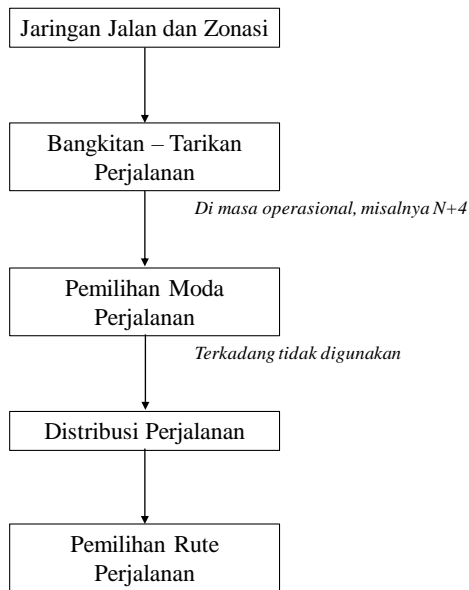 Jaringan Jalan dan Zonasi
Bangkitan – Tarikan
Perjalanan
Di masa operasional, misalnya N+4
Pemilihan Moda
Perjalanan
Terkadang tidak digunakan
Distribusi Perjalanan
Pemilihan Rute
Perjalanan